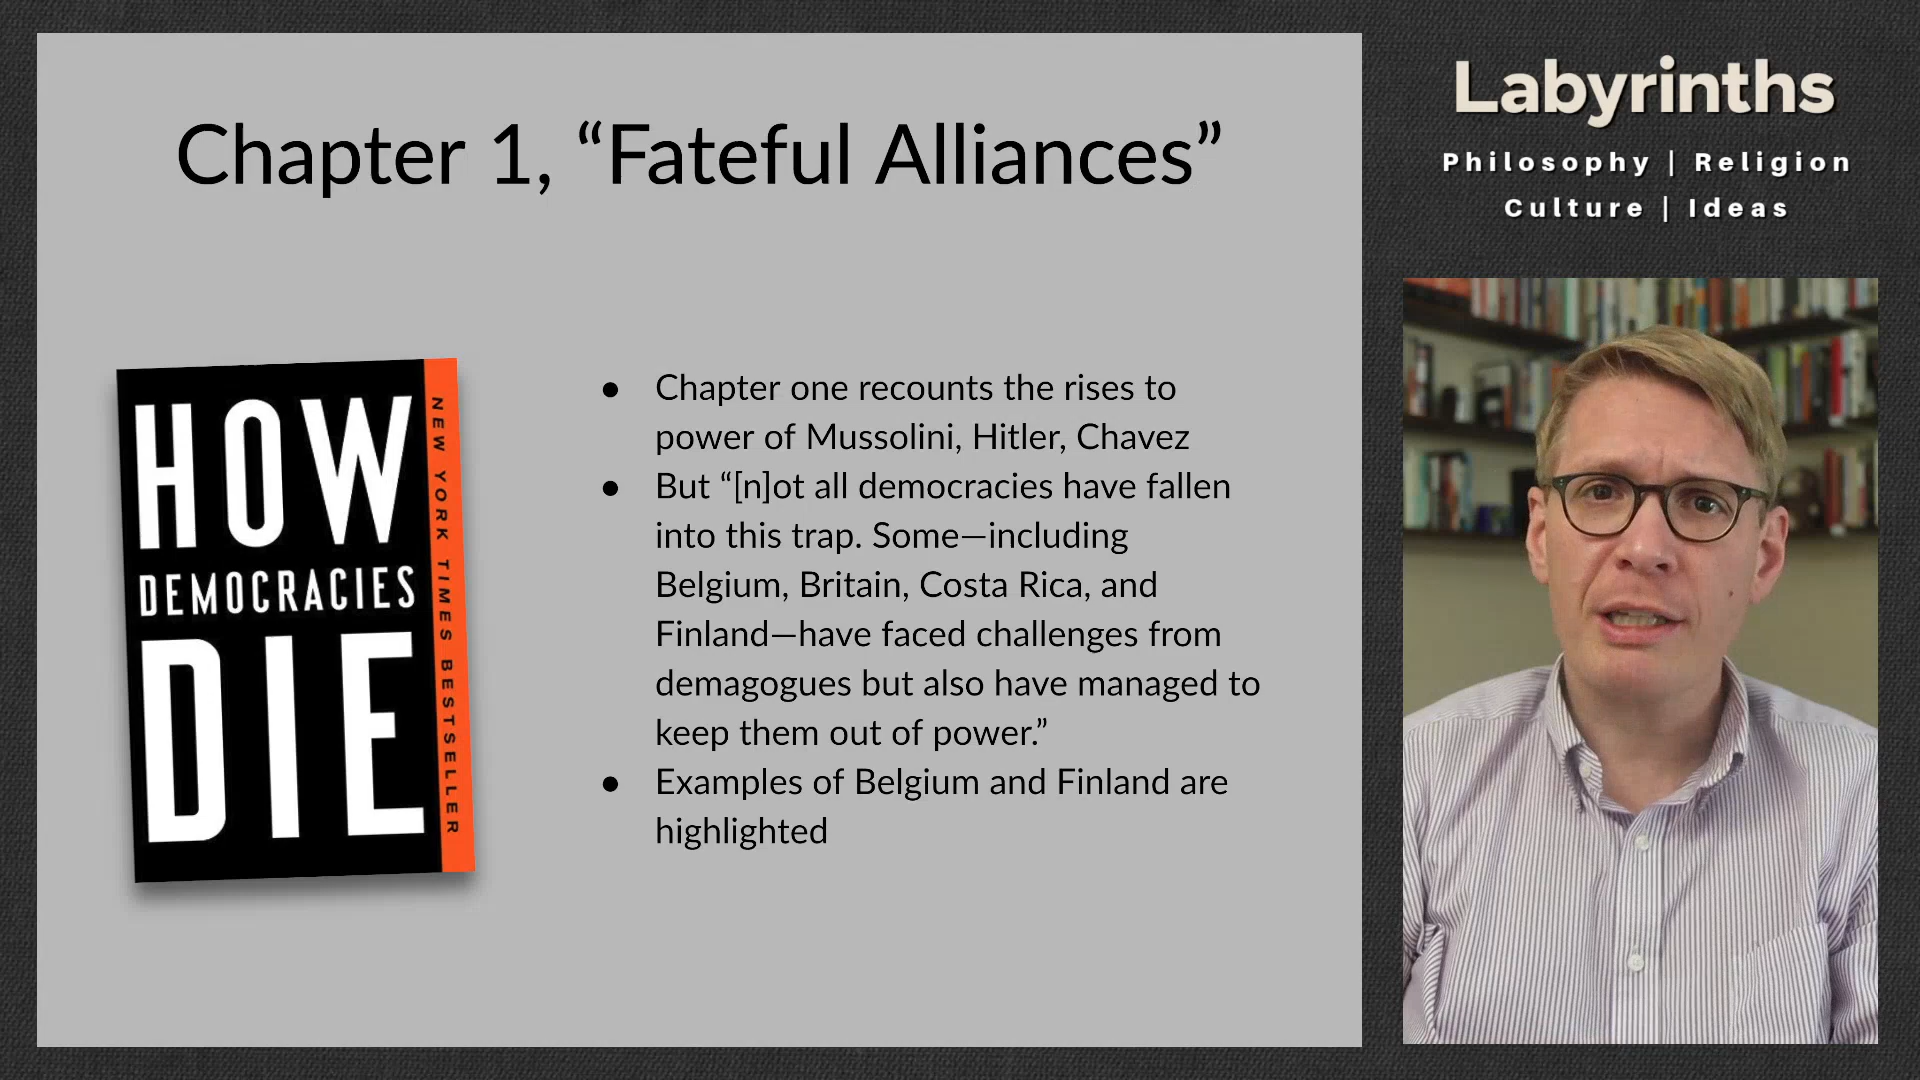 Chapter 1, “Fateful Alliances”
HOW
DEMOCRACIES
DIE
NEW YORK TIMES BESTSELLER
● Chapter one recounts the rises to
power of Mussolini, Hitler, Chavez
● But “[n]ot all democracies have fallen
into this trap. Some—including
Belgium, Britain, Costa Rica, and
Finland—have faced challenges from
demagogues but also have managed to
keep them out of power.”
● Examples of Belgium and Finland are
highlighted
Labyrinths
Philosophy | Religion
Culture | Ideas